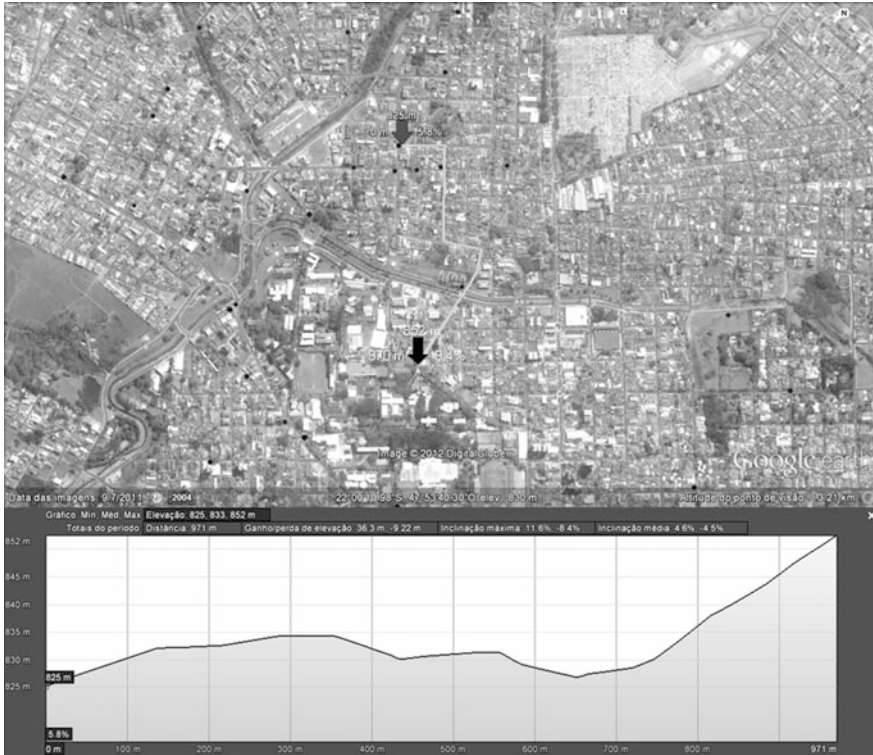 N
825 m
0 m 5.8%
852 m
970 m 8.4%
Image © 2012 DigitalGlobe
Google earth
Data das imagens: 9/7/2011 2004 22°00'10.98"S 47°53'40.30"O elev 830 m Altitude do ponto de visão 3.21 km
Gráfico: Min, Méd, Max Elevação: 825, 833, 852 m
Totais do período: Distância: 971 m Ganho/perda de elevação: 36.3 m, -9.22 m Inclinação máxima: 11.6%, -8.4% Inclinação média: 4.6%, -4.5%
852 m
845 m
840 m
835 m
830 m
825 m
825 m
5.8%
0 m 100 m 200 m 300 m 400 m 500 m 600 m 700 m 800 m 971 m